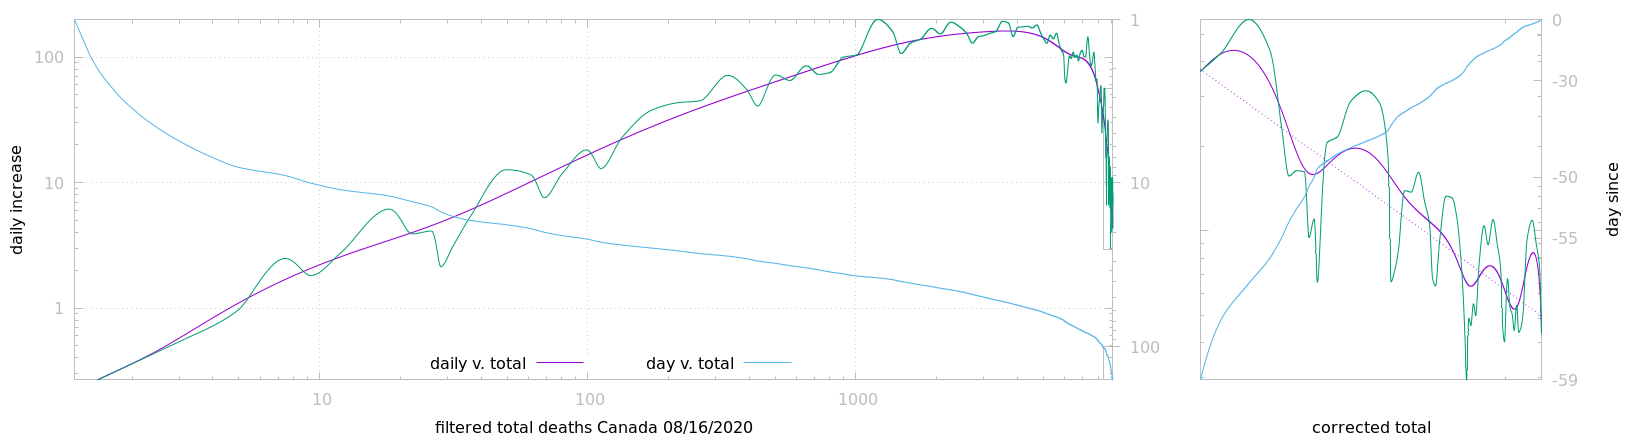 100
10
1
daily increase
10
100
1000
filtered total deaths Canada 08/16/2020
daily v. total
day v. total
1
10
100
0
-30
-50
-55
-59
day since
corrected total